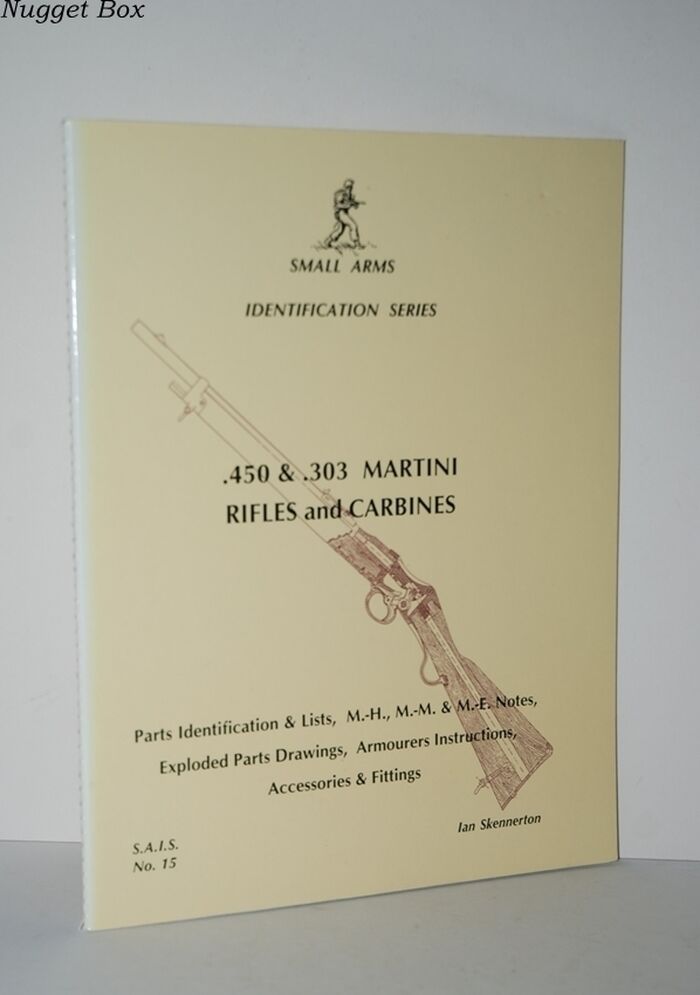 Nugget Box
SMALL ARMS
IDENTIFICATION SERIES
.450 & .303 MARTINI
RIFLES and CARBINES
Parts Identification & Lists, M.-H., M.-M. & M.-E. Notes,
Exploded Parts Drawings, Armourers Instructions,
Accessories & Fittings
Ian Skennerton
S.A.I.S.
No. 15